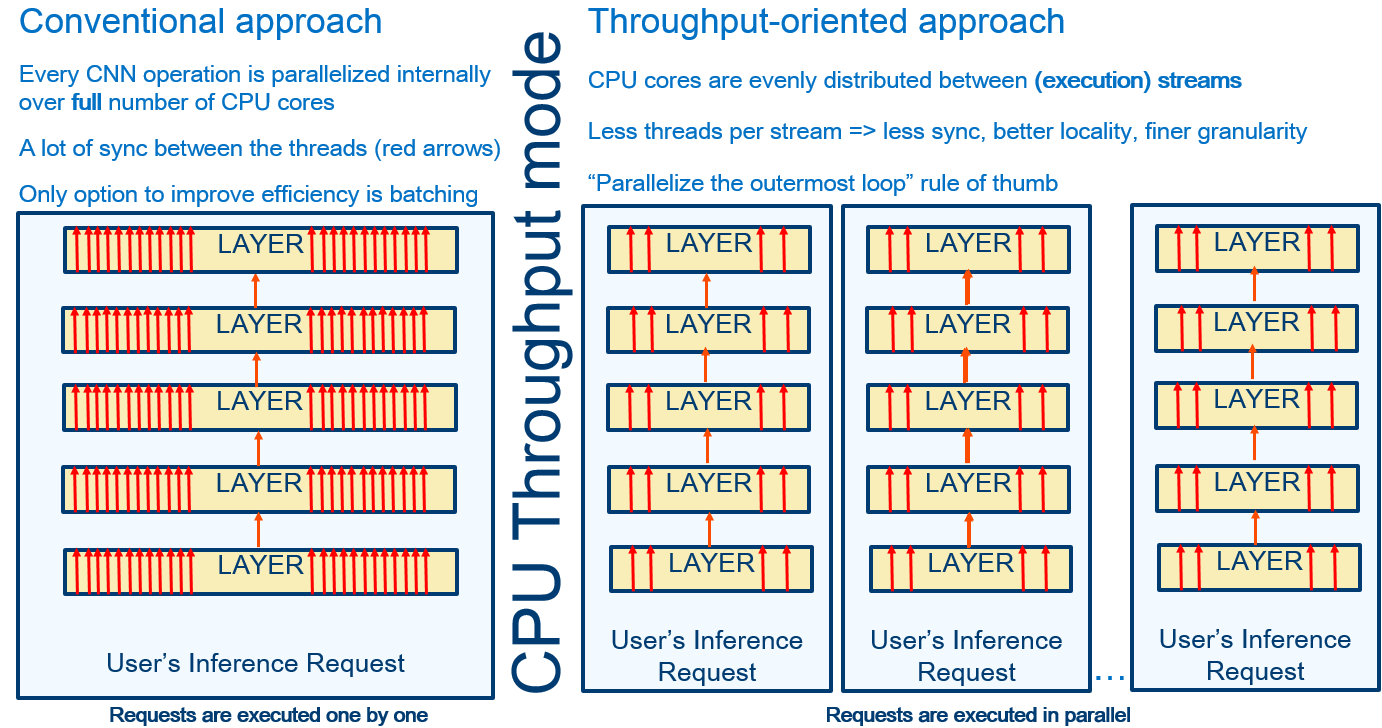 Conventional approach
Every CNN operation is parallelized internally
over full number of CPU cores
A lot of sync between the threads (red arrows)
Only option to improve efficiency is batching
LAYER
LAYER
LAYER
LAYER
LAYER
User's Inference Request
Requests are executed one by one
CPU Throughput mode
Throughput-oriented approach
CPU cores are evenly distributed between (execution) streams
Less threads per stream => less sync, better locality, finer granularity
“Parallelize the outermost loop” rule of thumb
LAYER
LAYER
LAYER
LAYER
LAYER
User's Inference
Request
LAYER
LAYER
LAYER
LAYER
LAYER
User's Inference
Request
...
LAYER
LAYER
LAYER
LAYER
LAYER
User's Inference
Request
Requests are executed in parallel